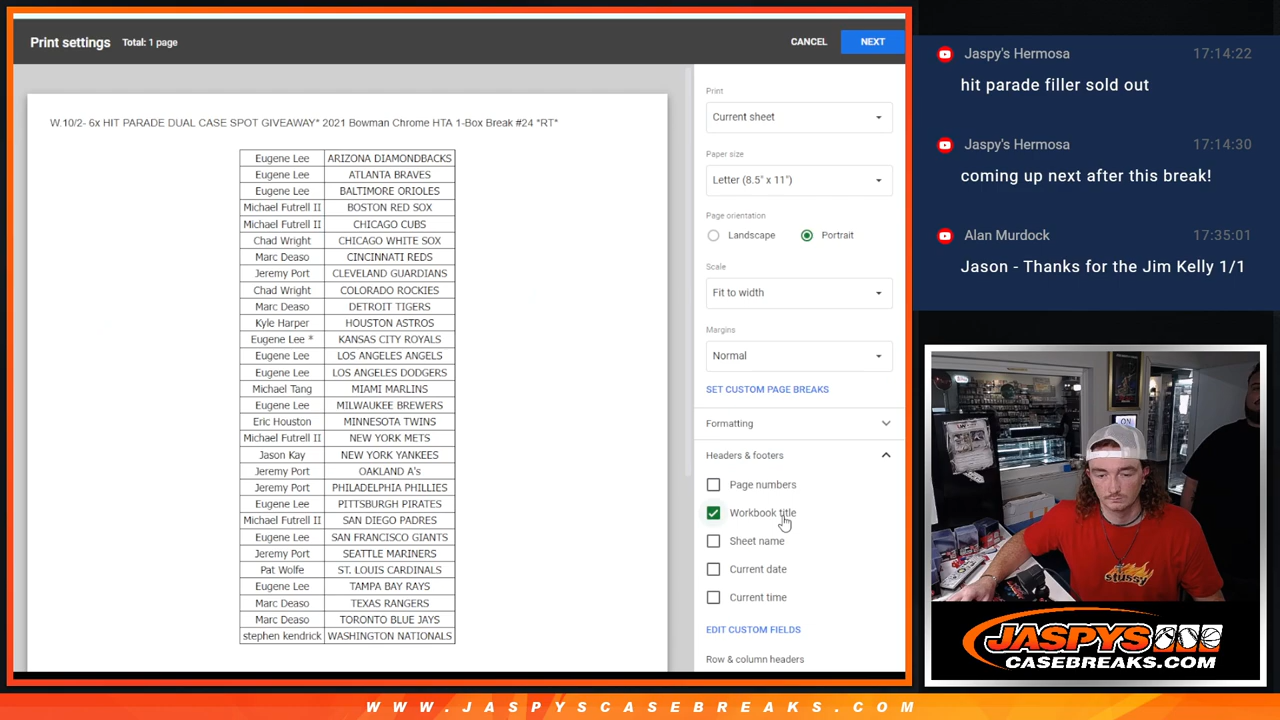 Print settings Total: 1 page
CANCEL NEXT
W.10/2- 6x HIT PARADE DUAL CASE SPOT GIVEAWAY* 2021 Bowman Chrome HTA 1-Box Break #24 *RT*
Eugene Lee ARIZONA DIAMONDBACKS
Eugene Lee ATLANTA BRAVES
Eugene Lee BALTIMORE ORIOLES
Michael Futrell II BOSTON RED SOX
Michael Futrell II CHICAGO CUBS
Chad Wright CHICAGO WHITE SOX
Marc Deaso CINCINNATI REDS
Jeremy Port CLEVELAND GUARDIANS
Chad Wright COLORADO ROCKIES
Marc Deaso DETROIT TIGERS
Kyle Harper HOUSTON ASTROS
Eugene Lee * KANSAS CITY ROYALS
Eugene Lee LOS ANGELES ANGELS
Eugene Lee LOS ANGELES DODGERS
Michael Tang MIAMI MARLINS
Eugene Lee MILWAUKEE BREWERS
Eric Houston MINNESOTA TWINS
Michael Futrell II NEW YORK METS
Jason Kay NEW YORK YANKEES
Jeremy Port OAKLAND A's
Jeremy Port PHILADELPHIA PHILLIES
Eugene Lee PITTSBURGH PIRATES
Michael Futrell II SAN DIEGO PADRES
Eugene Lee SAN FRANCISCO GIANTS
Jeremy Port SEATTLE MARINERS
Pat Wolfe ST. LOUIS CARDINALS
Eugene Lee TAMPA BAY RAYS
Marc Deaso TEXAS RANGERS
Marc Deaso TORONTO BLUE JAYS
stephen kendrick WASHINGTON NATIONALS
Print
Current sheet
Paper size
Letter (8.5" x 11")
Page orientation
Landscape Portrait
Scale
Fit to width
Margins
Normal
SET CUSTOM PAGE BREAKS
Formatting
Headers & footers
Page numbers
Workbook title
Sheet name
Current date
Current time
EDIT CUSTOM FIELDS
Row & column headers
Jaspy's Hermosa 17:14:22
hit parade filler sold out
Jaspy's Hermosa 17:14:30
coming up next after this break!
Alan Murdock 17:35:01
Jason - Thanks for the Jim Kelly 1/1
ON
stussy
JASPYS
CASEBREAKS.COM
WWW.JASPYSCASEBREAKS.COM